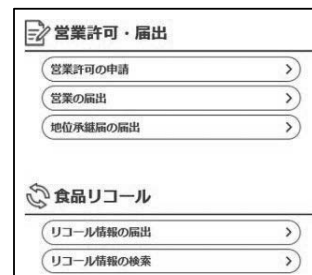 営業許可・届出
営業許可の申請
営業の届出
地位承継届の届出
食品リコール
リコール情報の届出
リコール情報の検索